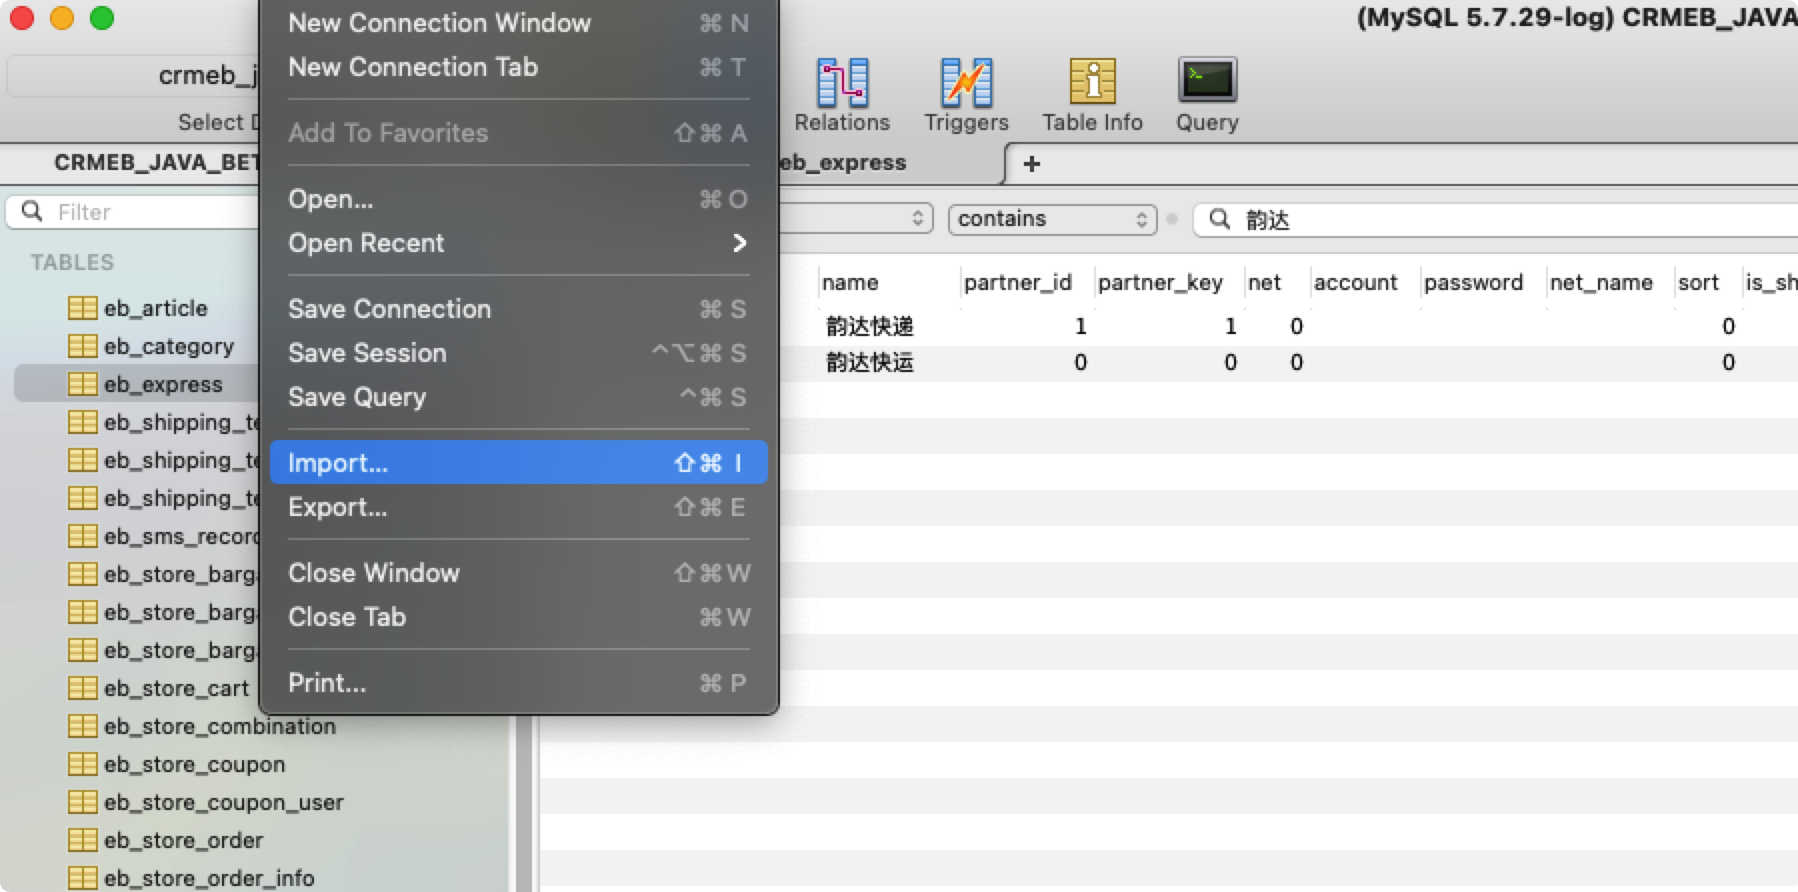 (MySQL 5.7.29-log) CRMEB_JAVA
crmeb_j
Select D
Relations
Triggers
Table Info
Query
CRMEB_JAVA_BET
eb_express
+
Filter
contains
韵达
TABLES
eb_article
eb_category
eb_express
eb_shipping_te
eb_shipping_te
eb_shipping_te
eb_sms_record
eb_store_barga
eb_store_barga
eb_store_barga
eb_store_cart
eb_store_combination
eb_store_coupon
eb_store_coupon_user
eb_store_order
eb_store_order_info
New Connection Window ⌘ N
New Connection Tab ⌘ T
Add To Favorites ⇧⌘ A
Open... ⌘ O
Open Recent
Save Connection ⌘ S
Save Session ^⌥⌘ S
Save Query ^⌘ S
Import... ⇧⌘ I
Export... ⇧⌘ E
Close Window ⇧⌘ W
Close Tab ⌘ W
Print... ⌘ P
name partner_id partner_key net account password net_name sort is_sh
韵达快递 1 1 0 0
韵达快运 0 0 0 0